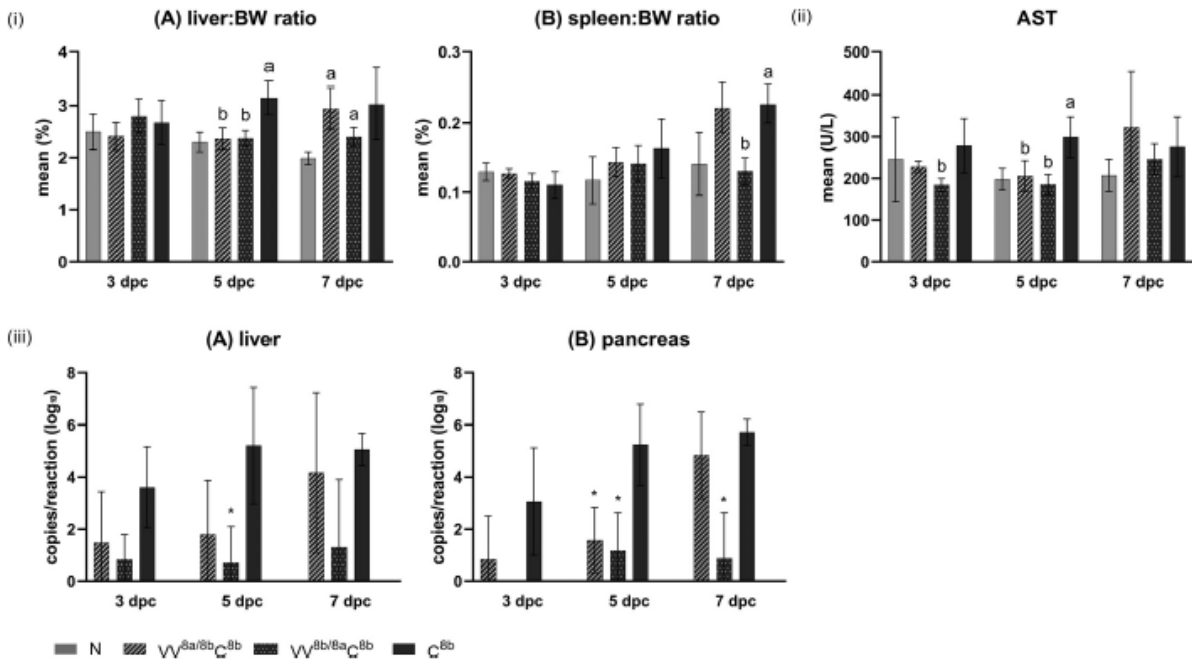 (i)
(A) liver:BW ratio
mean (%)
4
3
2
1
0
b
b
a
a
a
3 dpc
5 dpc
7 dpc
(B) spleen:BW ratio
mean (%)
0.3
0.2
0.1
0.0
b
a
3 dpc
5 dpc
7 dpc
(ii)
AST
mean (U/L)
500
400
300
200
100
0
b
b
b
a
3 dpc
5 dpc
7 dpc
(iii)
(A) liver
8
6
4
2
0
*
3 dpc
5 dpc
7 dpc
copies/reaction
(B) pancreas
copies/reaction
8
6
4
2
0
*
*
*
3 dpc
5 dpc
7 dpc
N
VV8a/8bC8b
VV8b/8aC8b
C8b